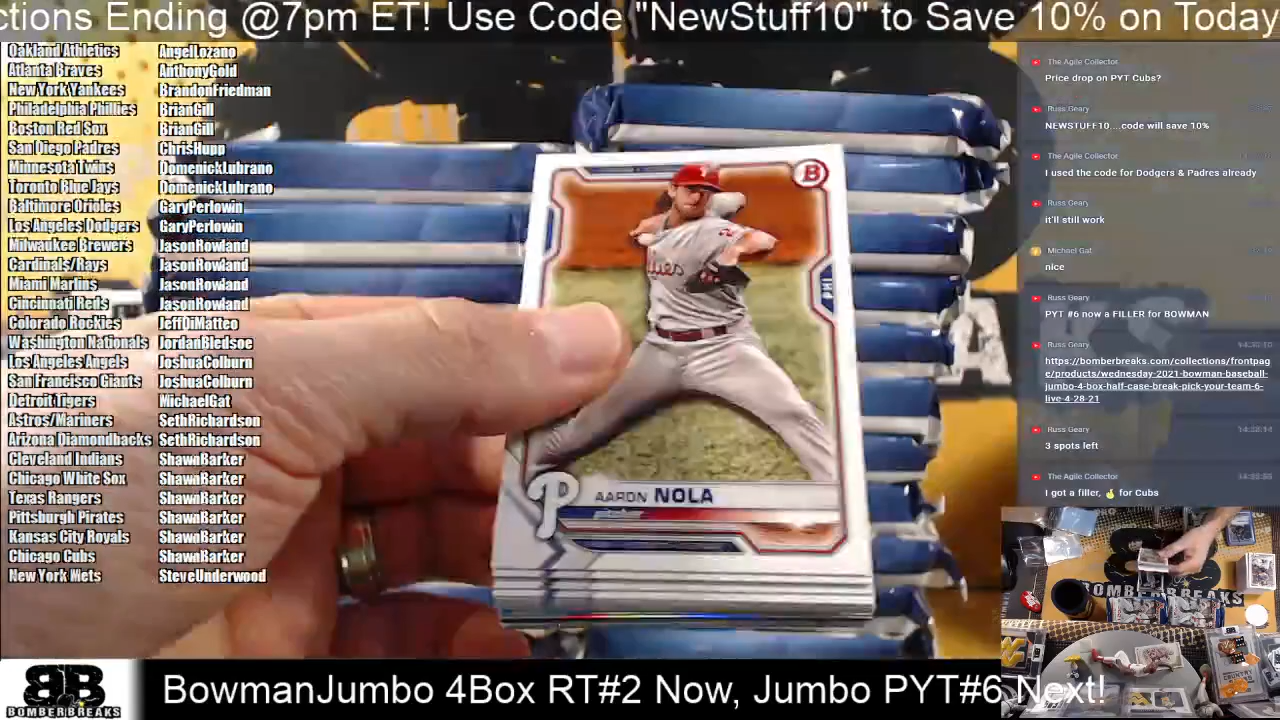 ctions Ending @7pm ET! Use Code "NewStuff10" to Save 10% on Today
Oakland Athletics AngelLozano
Atlanta Braves AnthonyGold
New York Yankees BrandonFriedman
Philadelphia Phillies BrianGill
Boston Red Sox BrianGill
San Diego Padres ChrisHupp
Minnesota Twins DomenickLubrano
Toronto Blue Jays DomenickLubrano
Baltimore Orioles GaryPerlowin
Los Angeles Dodgers GaryPerlowin
Milwaukee Brewers JasonRowland
Cardinals/Rays JasonRowland
Miami Marlins JasonRowland
Cincinnati Reds JasonRowland
Colorado Rockies JeffDiMatteo
Washington Nationals JordanBledsoe
Los Angeles Angels JoshuaColburn
San Francisco Giants JoshuaColburn
Detroit Tigers MichaelGat
Astros/Mariners SethRichardson
Arizona Diamondbacks SethRichardson
Cleveland Indians ShawnBarker
Chicago White Sox ShawnBarker
Texas Rangers ShawnBarker
Pittsburgh Pirates ShawnBarker
Kansas City Royals ShawnBarker
Chicago Cubs ShawnBarker
New York Mets SteveUnderwood
B
PHI
P
AARON NOLA
The Agile Collector
Price drop on PYT Cubs?
Russ Geary
NEWSTUFF10....code will save 10%
The Agile Collector
I used the code for Dodgers & Padres already
Russ Geary
it'll still work
Michael Gat
nice
Russ Geary
PYT #6 now a FILLER for BOWMAN
Russ Geary
https://bomberbreaks.com/collections/frontpag
e/products/wednesday-2021-bowman-baseball-
jumbo-4-box-half-case-break-pick-your-team-6-
live-4-28-21
Russ Geary
3 spots left
The Agile Collector
I got a filler, 🤞 for Cubs
BOMBERBREAKS
BB
BOMBERBREAKS
BowmanJumbo 4Box RT#2 Now, Jumbo PYT#6 Next!